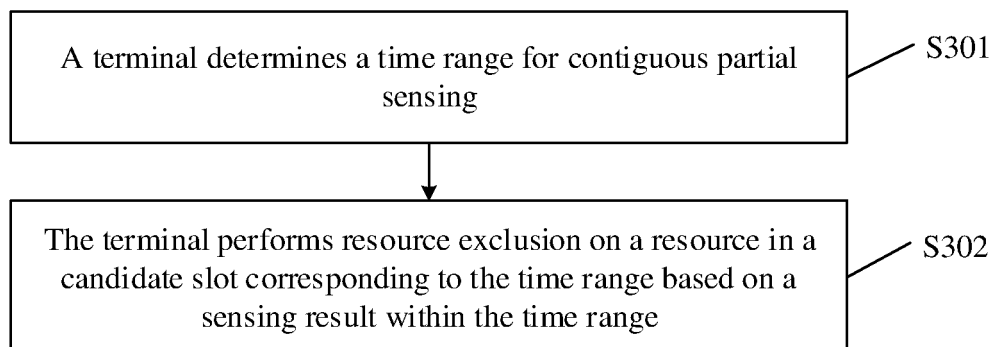 A terminal determines a time range for contiguous partial
sensing
S301
The terminal performs resource exclusion on a resource in a
candidate slot corresponding to the time range based on a
sensing result within the time range
S302